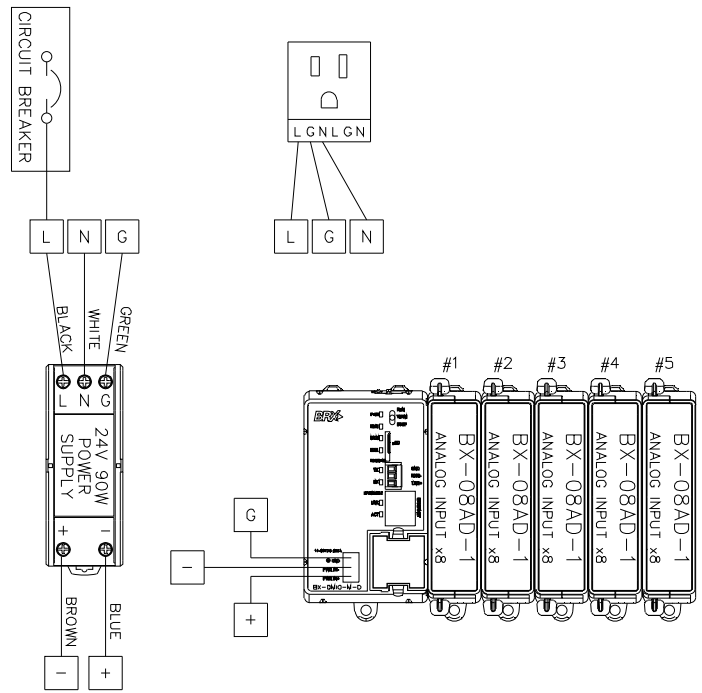 CIRCUIT BREAKER
L G N L G N
L N G
L G N
BLACK
WHITE
GREEN
L N G
24V 90W
POWER
SUPPLY
+ −
BROWN
BLUE
− +
#1 #2 #3 #4 #5
BRX
BX-08AD-1
ANALOG INPUT x8
BX-08AD-1
ANALOG INPUT x8
BX-08AD-1
ANALOG INPUT x8
BX-08AD-1
ANALOG INPUT x8
BX-08AD-1
ANALOG INPUT x8
G
−
+